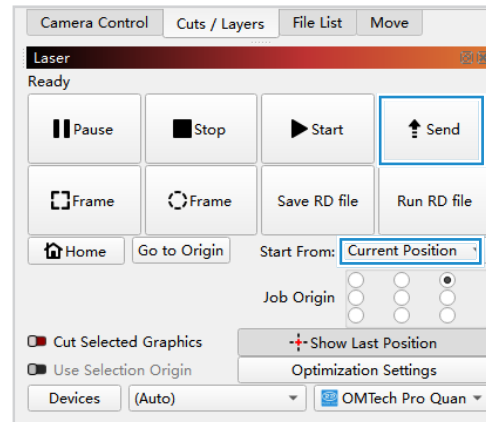 Camera Control Cuts / Layers File List Move
Laser
Ready
Pause Stop Start Send
Frame Frame Save RD file Run RD file
Home Go to Origin Start From: Current Position
Job Origin
Cut Selected Graphics Show Last Position
Use Selection Origin Optimization Settings
Devices (Auto) OMTech Pro Quan